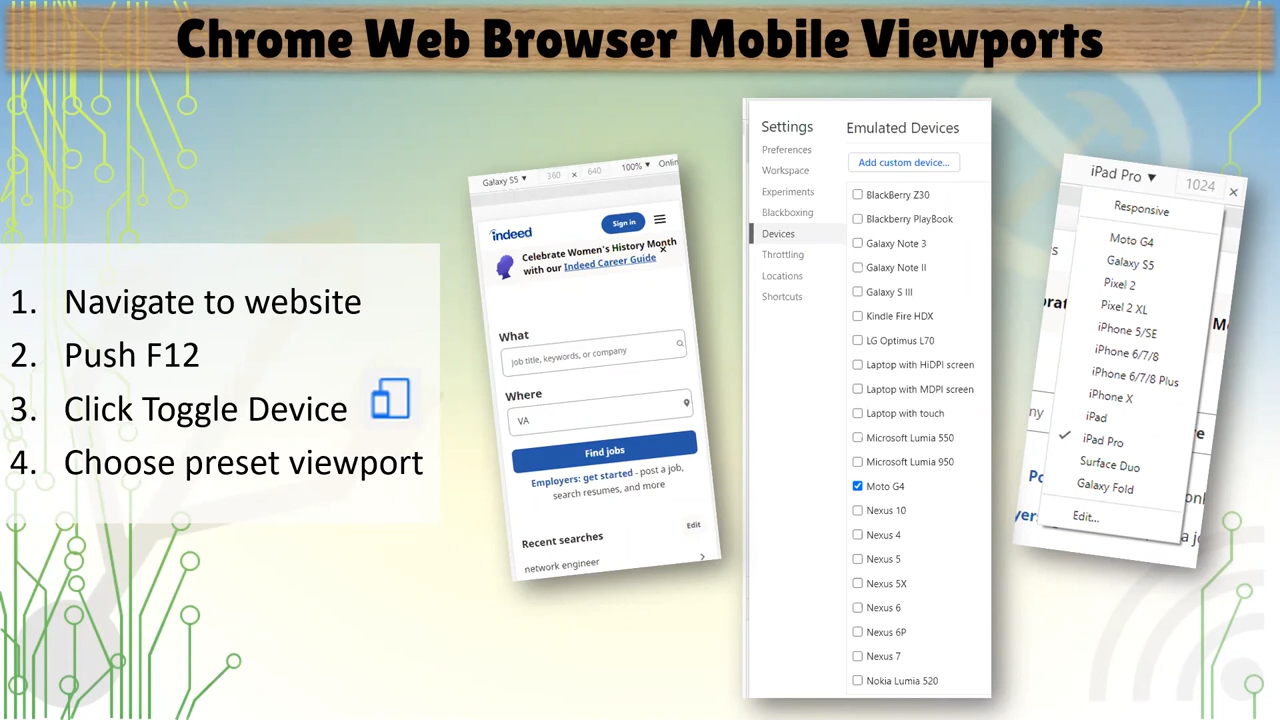 Chrome Web Browser Mobile Viewports
1. Navigate to website
2. Push F12
3. Click Toggle Device
4. Choose preset viewport
Galaxy S5 ▼ 380 × 640 100% ▼ Onlin
Sign in
indeed
Celebrate Women's History Month
with our Indeed Career Guide
What
Job title, keywords, or company
Where
VA
Find jobs
Employers: get started - post a job,
search resumes, and more
Edit
Recent searches
network engineer
Settings
Preferences
Workspace
Experiments
Blackboxing
Devices
Throttling
Locations
Shortcuts
Emulated Devices
Add custom device...
BlackBerry Z30
Blackberry PlayBook
Galaxy Note 3
Galaxy Note II
Galaxy S III
Kindle Fire HDX
LG Optimus L70
Laptop with HiDPI screen
Laptop with MDPI screen
Laptop with touch
Microsoft Lumia 550
Microsoft Lumia 950
Moto G4
Nexus 10
Nexus 4
Nexus 5
Nexus 5X
Nexus 6
Nexus 6P
Nexus 7
Nokia Lumia 520
iPad Pro ▼ 1024 ×
Responsive
Moto G4
Galaxy S5
Pixel 2
Pixel 2 XL
iPhone 5/SE
iPhone 6/7/8
iPhone 6/7/8 Plus
iPhone X
iPad
iPad Pro
Surface Duo
Galaxy Fold
Edit...